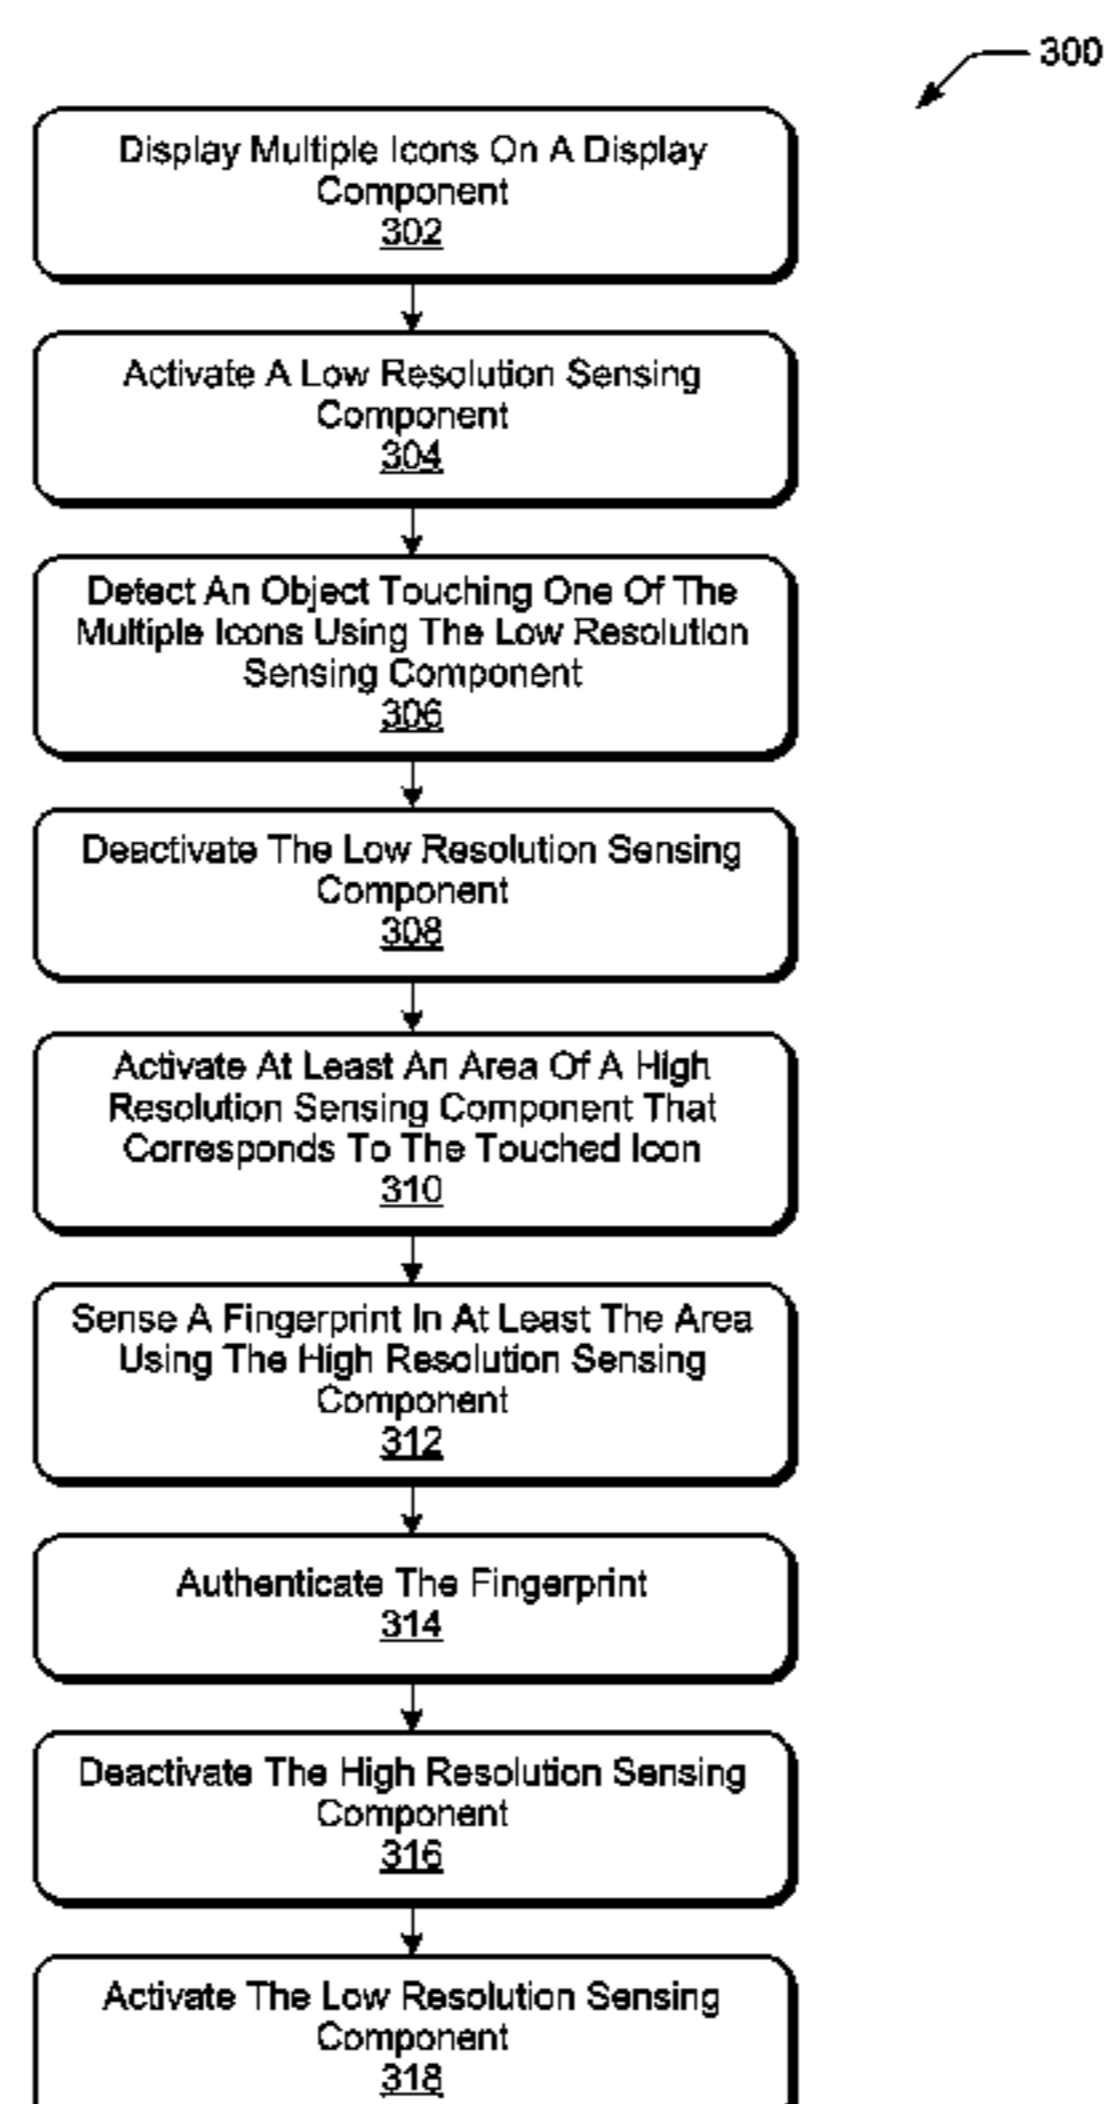 300
Display Multiple Icons On A Display
Component
302
Activate A Low Resolution Sensing
Component
304
Detect An Object Touching One Of The
Multiple Icons Using The Low Resolution
Sensing Component
306
Deactivate The Low Resolution Sensing
Component
308
Activate At Least An Area Of A High
Resolution Sensing Component That
Corresponds To The Touched Icon
310
Sense A Fingerprint In At Least The Area
Using The High Resolution Sensing
Component
312
Authenticate The Fingerprint
314
Deactivate The High Resolution Sensing
Component
316
Activate The Low Resolution Sensing
Component
318